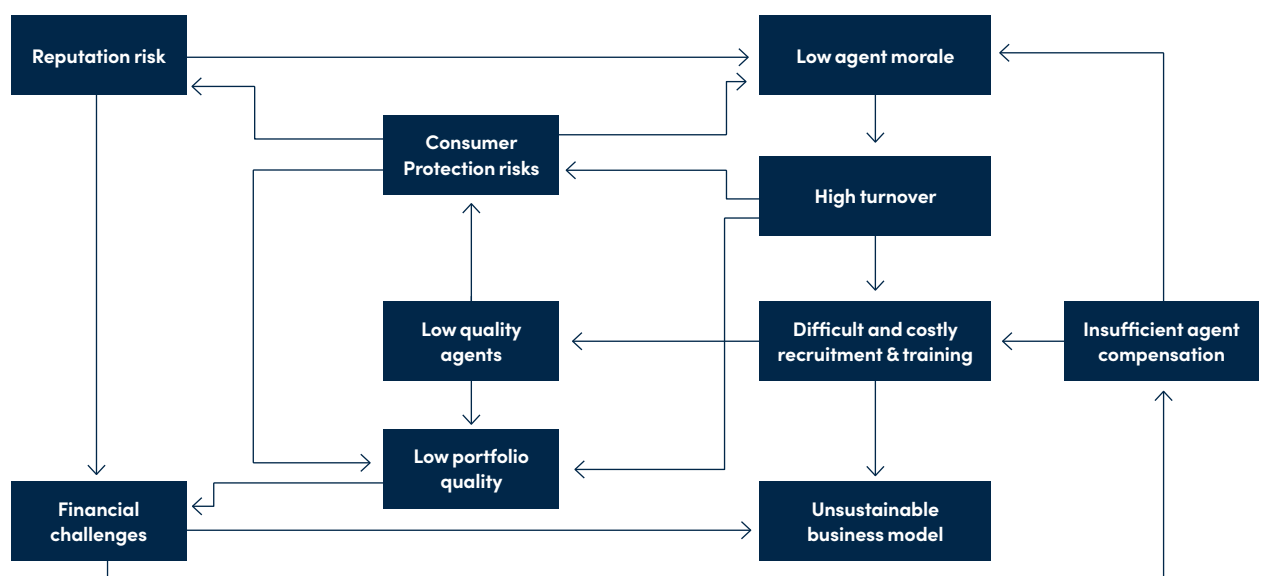 Reputation risk
Low agent morale
Consumer
Protection risks
High turnover
Low quality
agents
Difficult and costly
recruitment & training
Insufficient agent
compensation
Low portfolio
quality
Financial
challenges
Unsustainable
business model